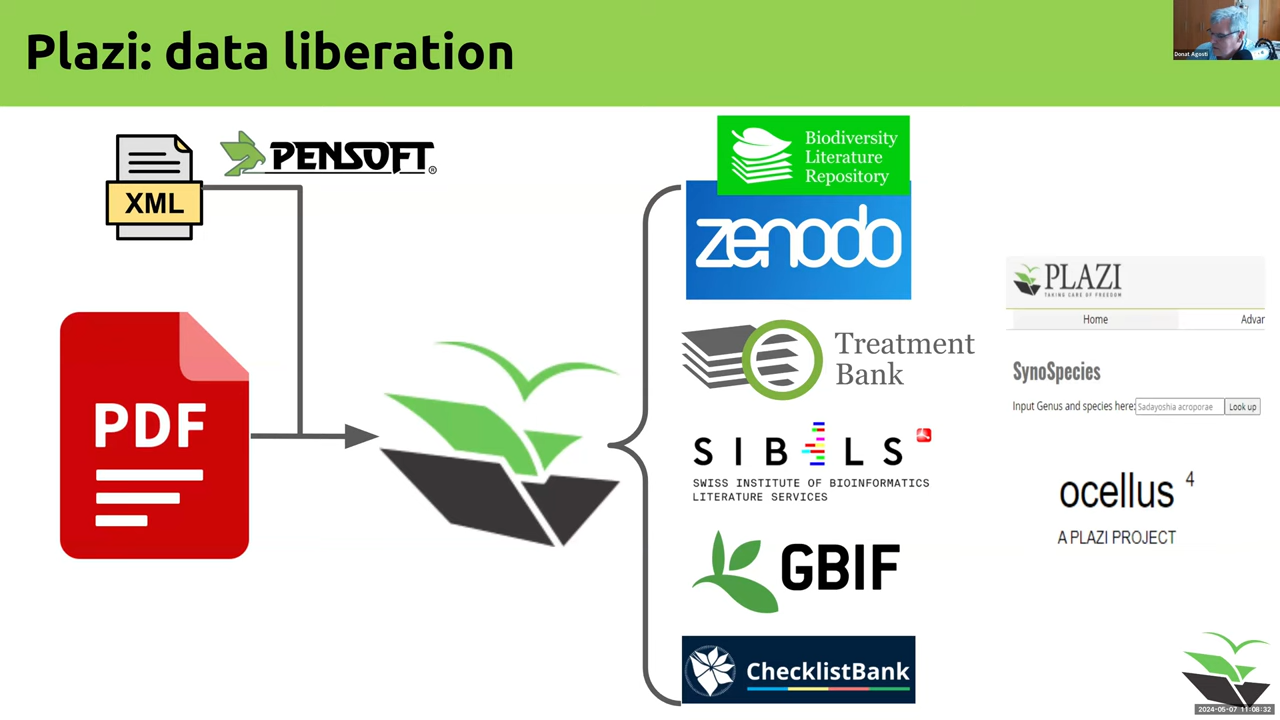 Plazi: data liberation
Donat Agosti
XML
PENSOFT®
PDF
Biodiversity
Literature
Repository
zenodo
Treatment
Bank
SIBiLS
SWISS INSTITUTE OF BIOINFORMATICS
LITERATURE SERVICES
GBIF
ChecklistBank
PLAZI
TAKING CARE OF FREEDOM
Home Advar
SynoSpecies
Input Genus and species here: Sadayoshia acroporae Look up
ocellus 4
A PLAZI PROJECT
2024-05-07 11:08:32